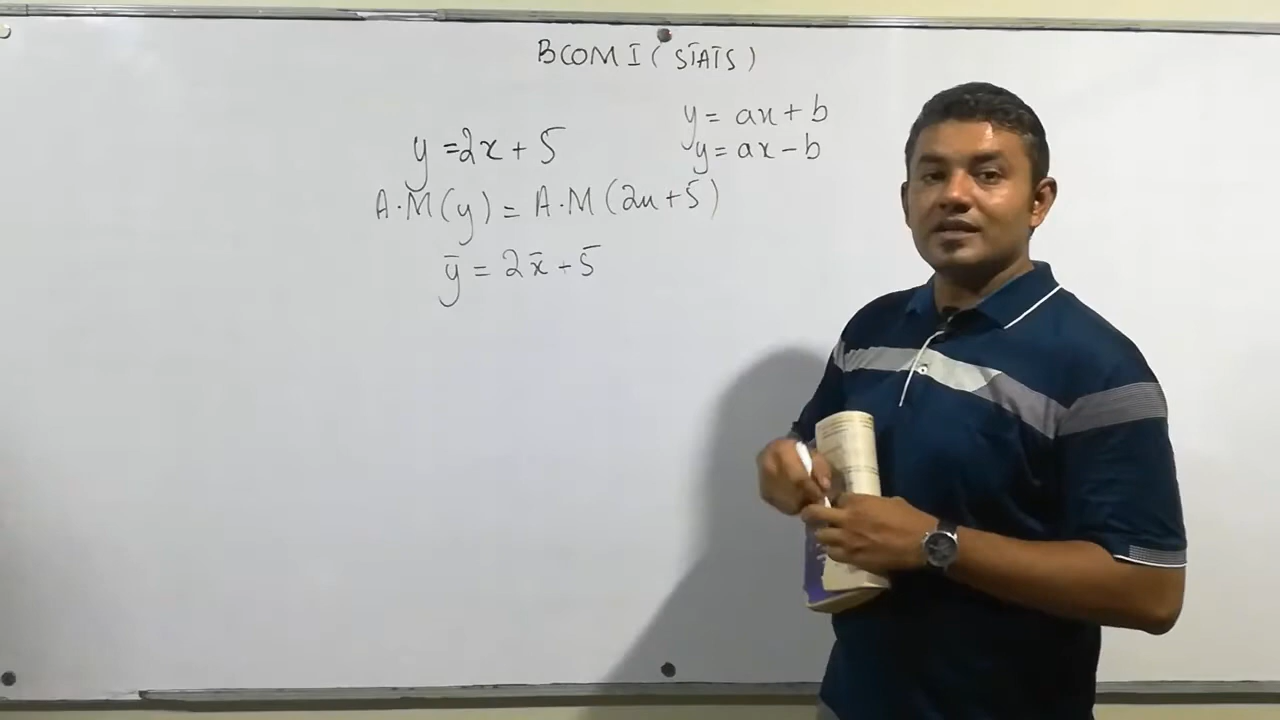 BCOM I ( STATS )
y = ax + b
y = ax - b
y = 2x + 5
A.M(y) = A.M(2x+5)
ȳ = 2x̄ + 5